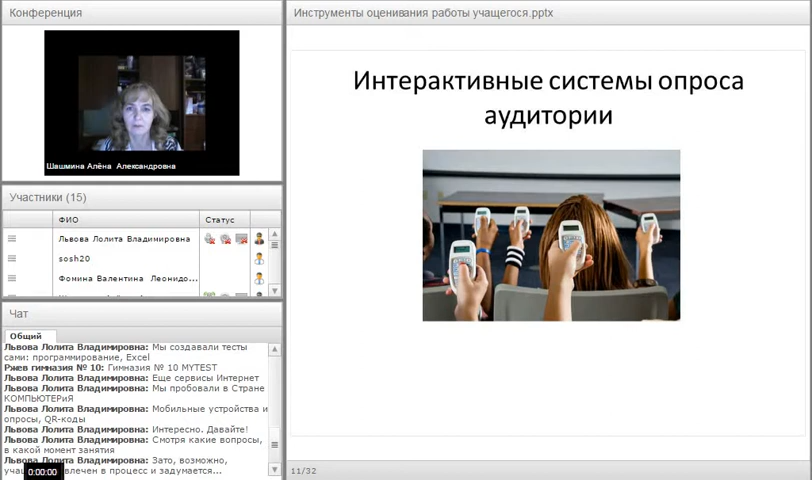 Конференция
Шашмина Алёна Александровна
Участники (15)
ФИО Статус
Львова Лолита Владимировна
sosh20
Фомина Валентина Леонидо...
Чат
Общий
Львова Лолита Владимировна: Мы создавали тесты
сами: программирование, Excel
Ржев гимназия № 10: Гимназия № 10 MYTEST
Львова Лолита Владимировна: Еще сервисы Интернет
Львова Лолита Владимировна: Мы пробовали в Стране
КОМПЬЮТЕРиЯ
Львова Лолита Владимировна: Мобильные устройства и
опросы, QR-коды
Львова Лолита Владимировна: Интересно. Давайте!
Львова Лолита Владимировна: Смотря какие вопросы,
в какой момент занятия
Львова Лолита Владимировна: Зато, возможно,
в процесс и задумается...
0:00:00
Инструменты оценивания работы учащегося.pptx
Интерактивные системы опроса
аудитории
11/32